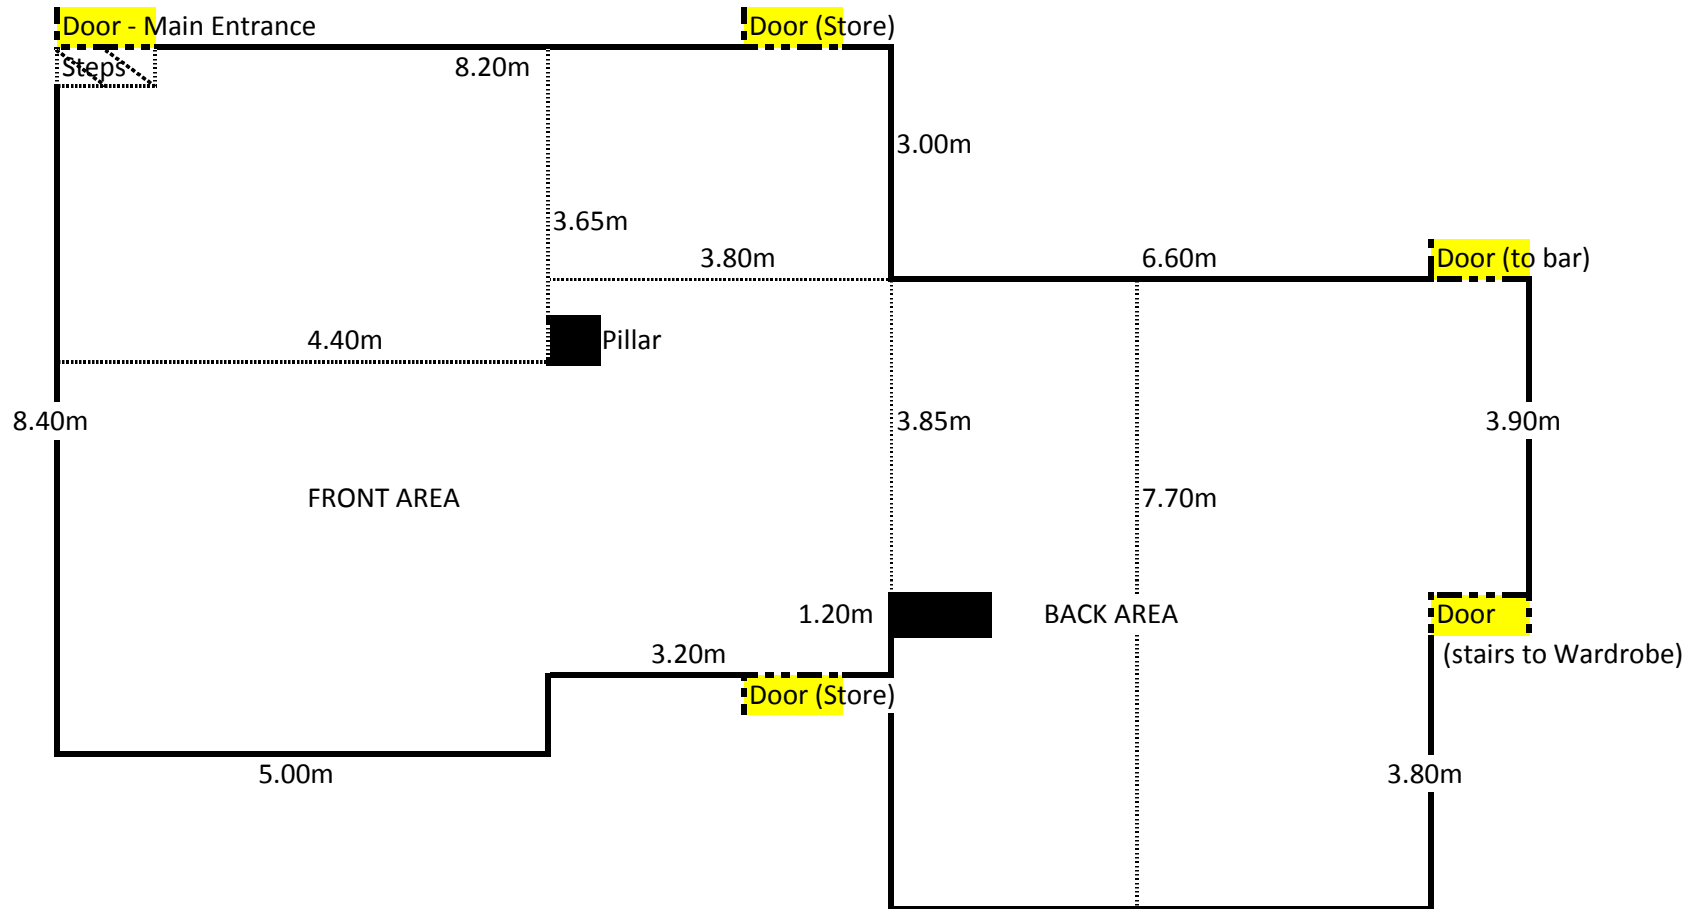 Door - Main Entrance
Door (Store)
Steps
8.20m
3.00m
3.65m
3.80m
6.60m
Door (to bar)
4.40m
Pillar
8.40m
3.85m
3.90m
FRONT AREA
7.70m
1.20m
BACK AREA
Door
(stairs to Wardrobe)
3.20m
Door (Store)
5.00m
3.80m